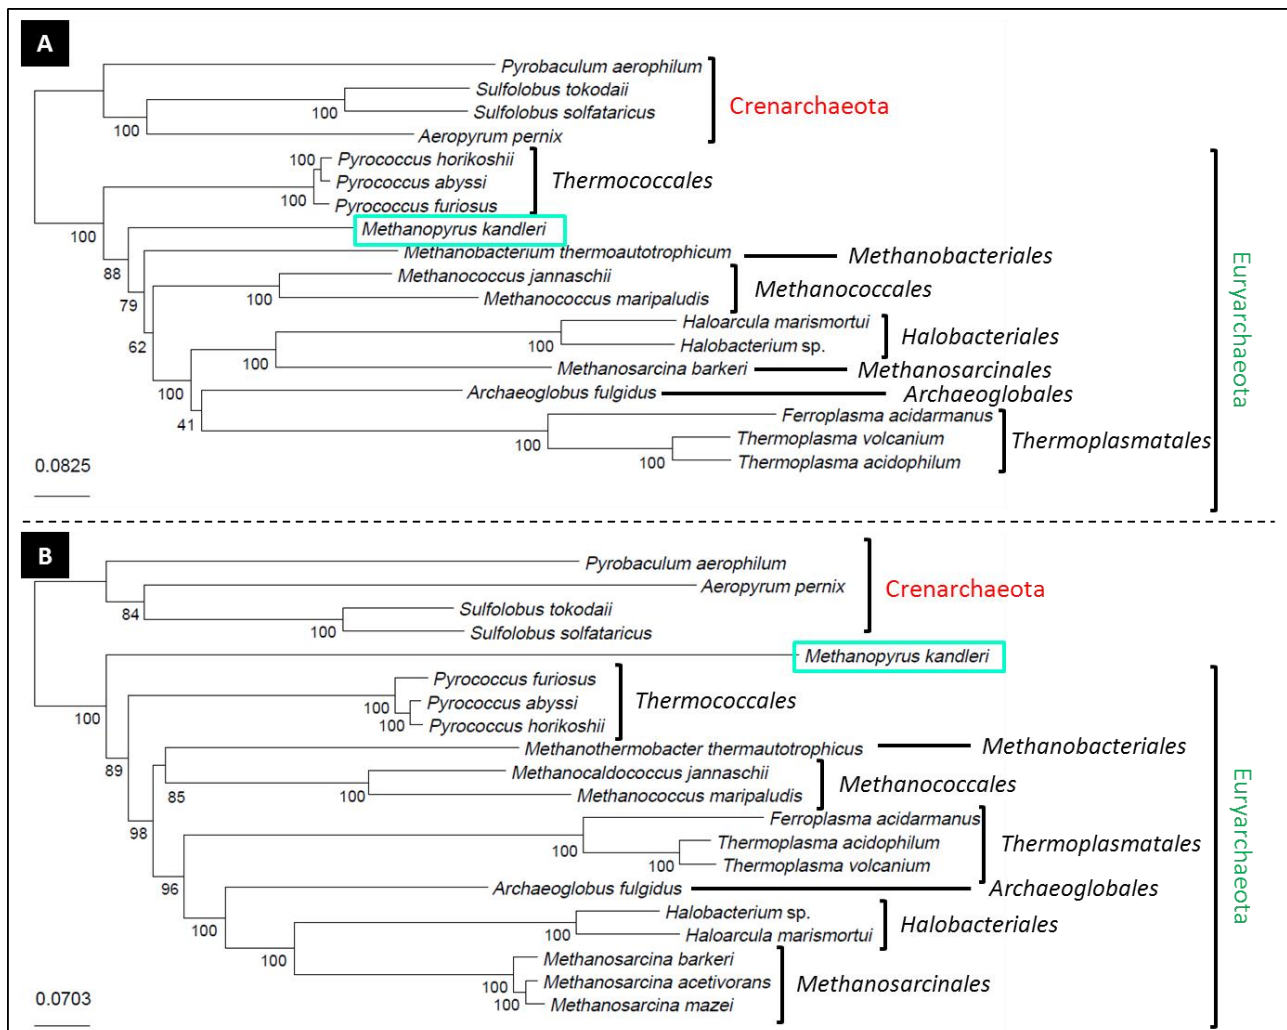 A
Pyrobaculum aerophilum
Sulfolobus tokodaii
100
Sulfolobus solfataricus
Crenarchaeota
100
Aeropyrum pernix
100
Pyrococcus horikoshii
Pyrococcus abyssi
Thermococcales
100
Pyrococcus furiosus
100
Methanopyrus kandleri
88
Methanobacterium thermoautotrophicum
Methanobacteriales
79
Methanococcus jannaschii
100
Methanococcus maripaludis
Methanococcales
62
Haloarcula marismortui
100
Halobacterium sp.
Halobacteriales
100
Methanosarcina barkeri
Methanosarcinales
100
Archaeoglobus fulgidus
Archaeoglobales
41
Ferroplasma acidarmanus
100
Thermoplasma volcanium
Thermoplasmatales
100
Thermoplasma acidophilum
0.0825
Euryarchaeota
B
Pyrobaculum aerophilum
Aeropyrum pernix
Crenarchaeota
84
Sulfolobus tokodaii
100
Sulfolobus solfataricus
Methanopyrus kandleri
Pyrococcus furiosus
100
Pyrococcus abyssi
Thermococcales
100
Pyrococcus horikoshii
100
Methanothermobacter thermautotrophicus
Methanobacteriales
89
Methanocaldococcus jannaschii
85
100
Methanococcus maripaludis
Methanococcales
98
Ferroplasma acidarmanus
100
Thermoplasma acidophilum
Thermoplasmatales
100
Thermoplasma volcanium
96
Archaeoglobus fulgidus
Archaeoglobales
100
Halobacterium sp.
100
Haloarcula marismortui
Halobacteriales
100
Methanosarcina barkeri
100
Methanosarcina acetivorans
Methanosarcinales
100
Methanosarcina mazei
0.0703
Euryarchaeota